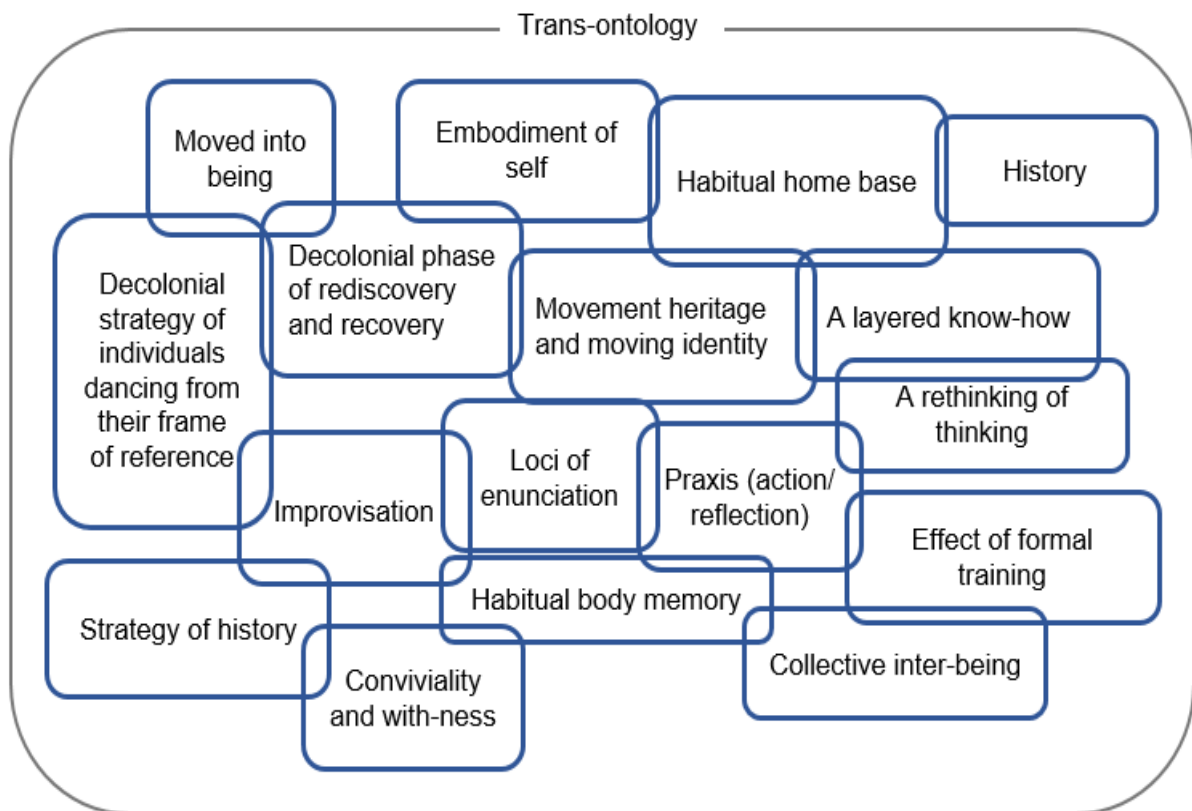 Trans-ontology
Moved into
being
Embodiment of
self
Habitual home base
History
Decolonial
strategy of
individuals
dancing from
their frame
of reference
Decolonial phase
of rediscovery
and recovery
Movement heritage
and moving identity
A layered know-how
A rethinking of
thinking
Improvisation
Loci of
enunciation
Praxis (action/
reflection)
Effect of formal
training
Strategy of history
Habitual body memory
Conviviality
and with-ness
Collective inter-being